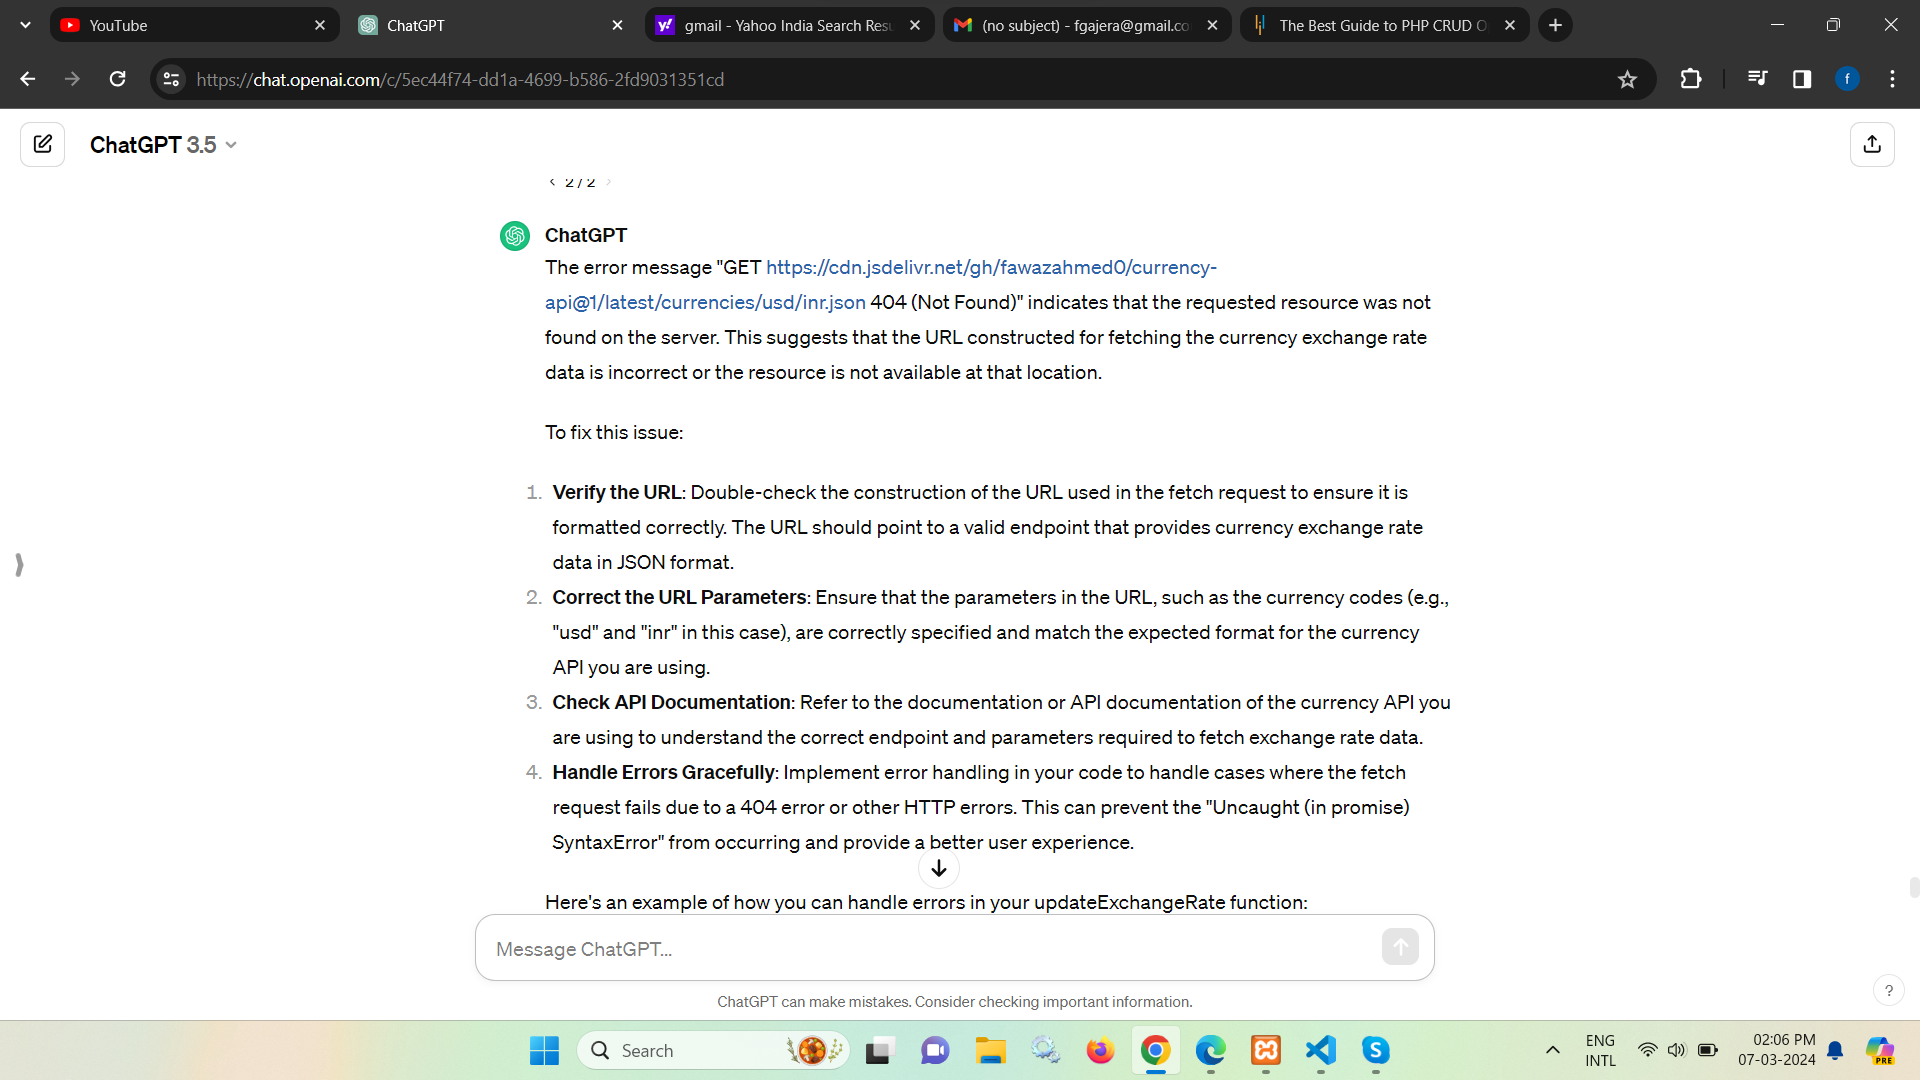 YouTube
ChatGPT
gmail - Yahoo India Search Resu
(no subject) - fgajera@gmail.co
The Best Guide to PHP CRUD O
https://chat.openai.com/c/5ec44f74-dd1a-4699-b586-2fd9031351cd
f
ChatGPT 3.5
2 / 2
ChatGPT
The error message "GET https://cdn.jsdelivr.net/gh/fawazahmed0/currency-
api@1/latest/currencies/usd/inr.json 404 (Not Found)" indicates that the requested resource was not
found on the server. This suggests that the URL constructed for fetching the currency exchange rate
data is incorrect or the resource is not available at that location.
To fix this issue:
1. Verify the URL: Double-check the construction of the URL used in the fetch request to ensure it is
formatted correctly. The URL should point to a valid endpoint that provides currency exchange rate
data in JSON format.
2. Correct the URL Parameters: Ensure that the parameters in the URL, such as the currency codes (e.g.,
"usd" and "inr" in this case), are correctly specified and match the expected format for the currency
API you are using.
3. Check API Documentation: Refer to the documentation or API documentation of the currency API you
are using to understand the correct endpoint and parameters required to fetch exchange rate data.
4. Handle Errors Gracefully: Implement error handling in your code to handle cases where the fetch
request fails due to a 404 error or other HTTP errors. This can prevent the "Uncaught (in promise)
SyntaxError" from occurring and provide a better user experience.
Here's an example of how you can handle errors in your updateExchangeRate function:
Message ChatGPT...
ChatGPT can make mistakes. Consider checking important information.
?
Search
ENG
INTL
02:06 PM
07-03-2024
PRE